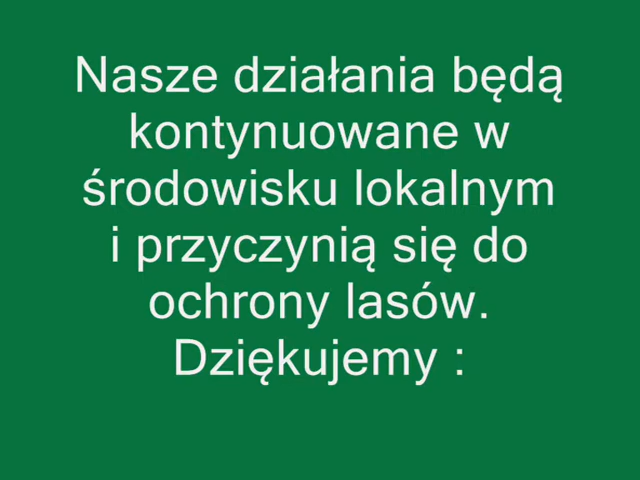 Nasze działania będą
kontynuowane w
środowisku lokalnym
i przyczynią się do
ochrony lasów.
Dziękujemy :